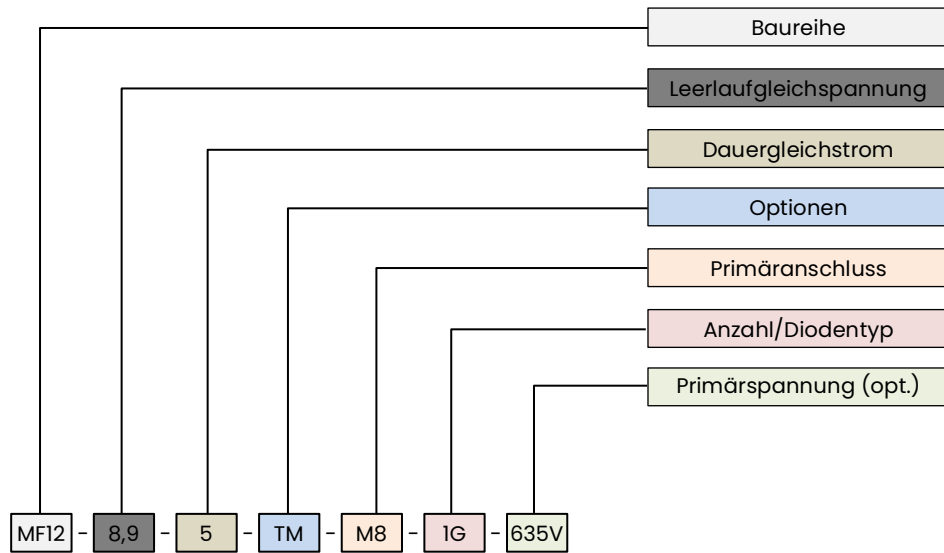 Baureihe
Leerlaufgleichspannung
Dauergleichstrom
Optionen
Primäranschluss
Anzahl/Diodentyp
Primärspannung (opt.)
MF12 - 8,9 - 5 - TM - M8 - 1G - 635V